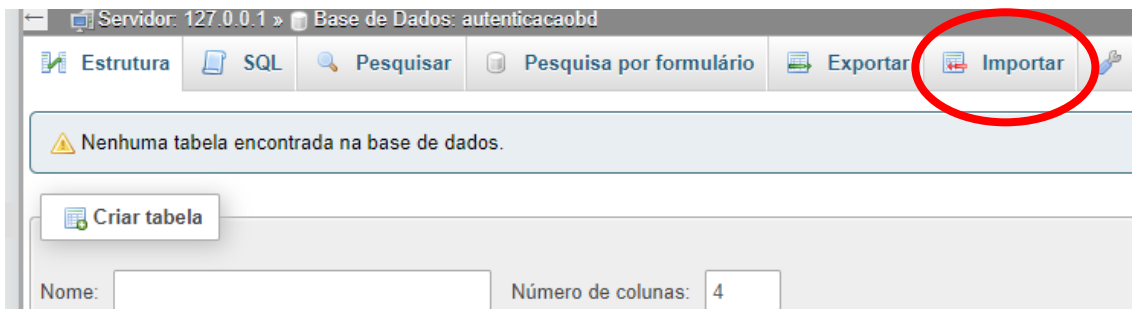 Servidor: 127.0.0.1 » Base de Dados: autenticacaobd
Estrutura SQL Pesquisar Pesquisa por formulário Exportar Importar
Nenhuma tabela encontrada na base de dados.
Criar tabela
Nome: Número de colunas: 4